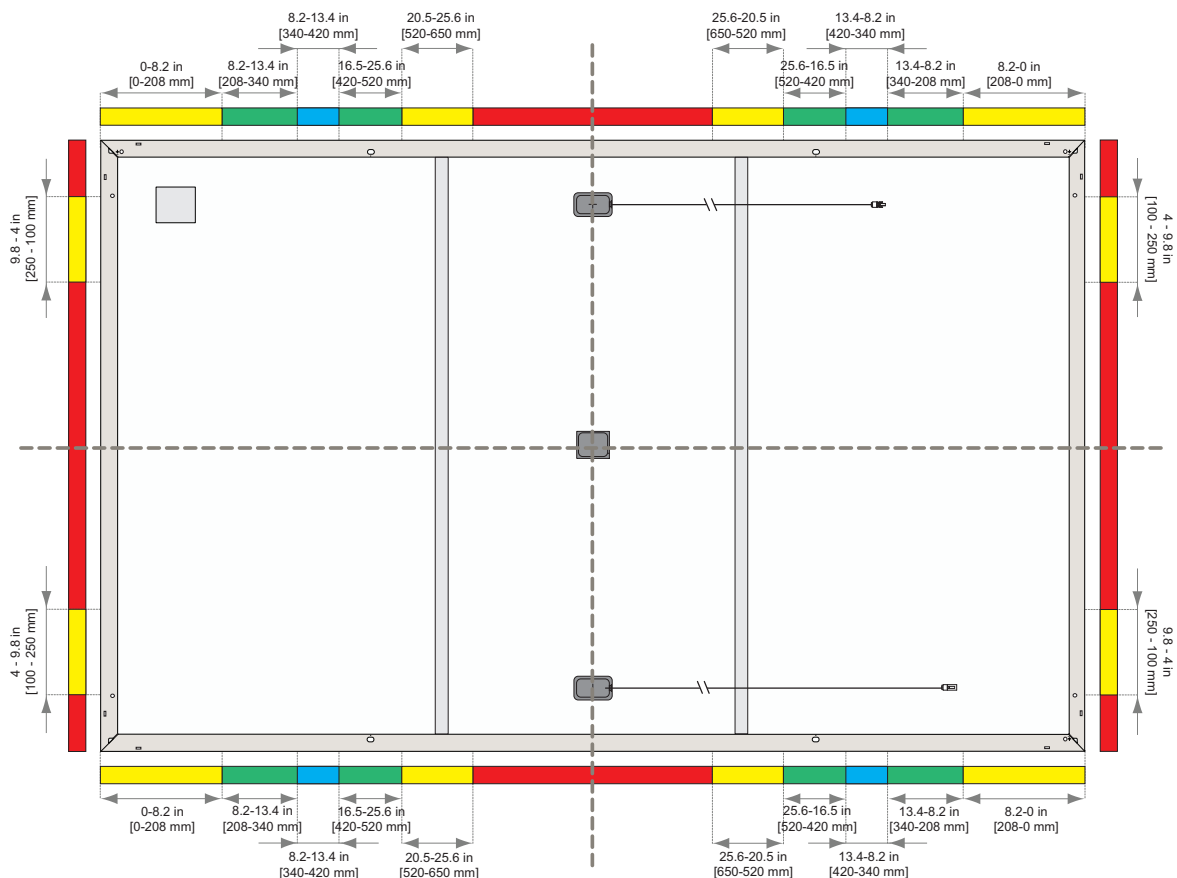 8.2-13.4 in
[340-420 mm]
20.5-25.6 in
[520-650 mm]
25.6-20.5 in
[650-520 mm]
13.4-8.2 in
[420-340 mm]
0-8.2 in
[0-208 mm]
8.2-13.4 in
[208-340 mm]
16.5-25.6 in
[420-520 mm]
25.6-16.5 in
[520-420 mm]
13.4-8.2 in
[340-208 mm]
8.2-0 in
[208-0 mm]
9.8 - 4 in
[250 - 100 mm]
4 - 9.8 in
[100 - 250 mm]
4 - 9.8 in
[100 - 250 mm]
9.8 - 4 in
[250 - 100 mm]
0-8.2 in
[0-208 mm]
8.2-13.4 in
[208-340 mm]
16.5-25.6 in
[420-520 mm]
25.6-16.5 in
[520-420 mm]
13.4-8.2 in
[340-208 mm]
8.2-0 in
[208-0 mm]
8.2-13.4 in
[340-420 mm]
20.5-25.6 in
[520-650 mm]
25.6-20.5 in
[650-520 mm]
13.4-8.2 in
[420-340 mm]